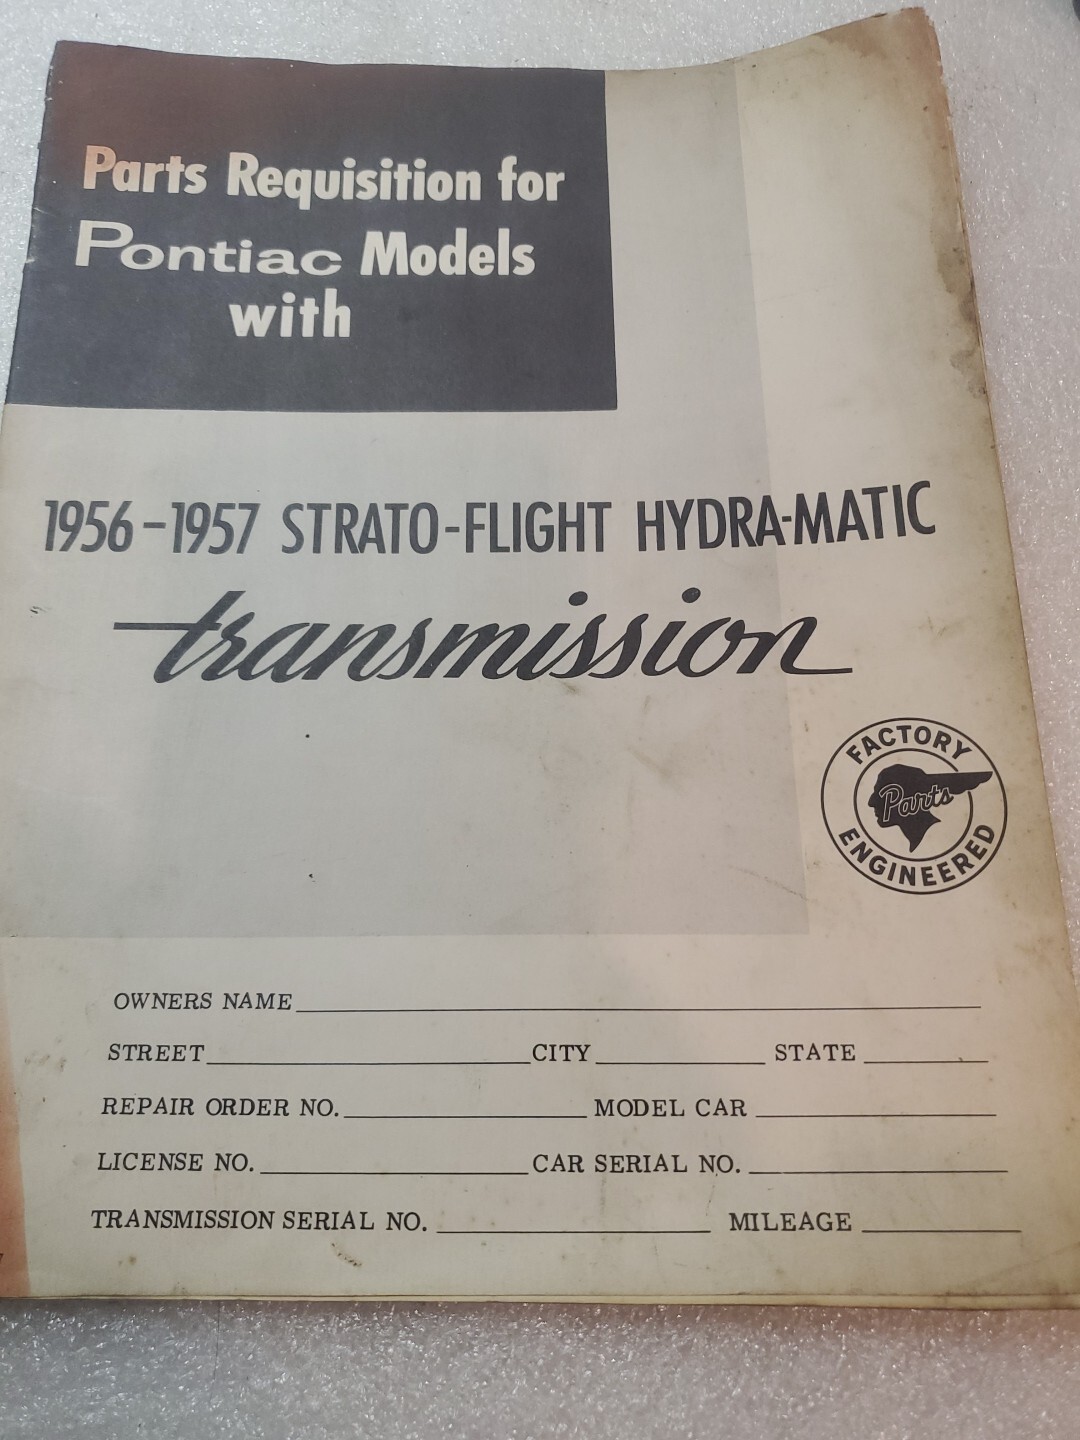 Parts Requisition for
Pontiac Models
with
1956-1957 STRATO-FLIGHT HYDRA-MATIC
transmission
FACTORY
Parts
ENGINEERED
OWNERS NAME
STREET CITY STATE
REPAIR ORDER NO. MODEL CAR
LICENSE NO. CAR SERIAL NO.
TRANSMISSION SERIAL NO. MILEAGE